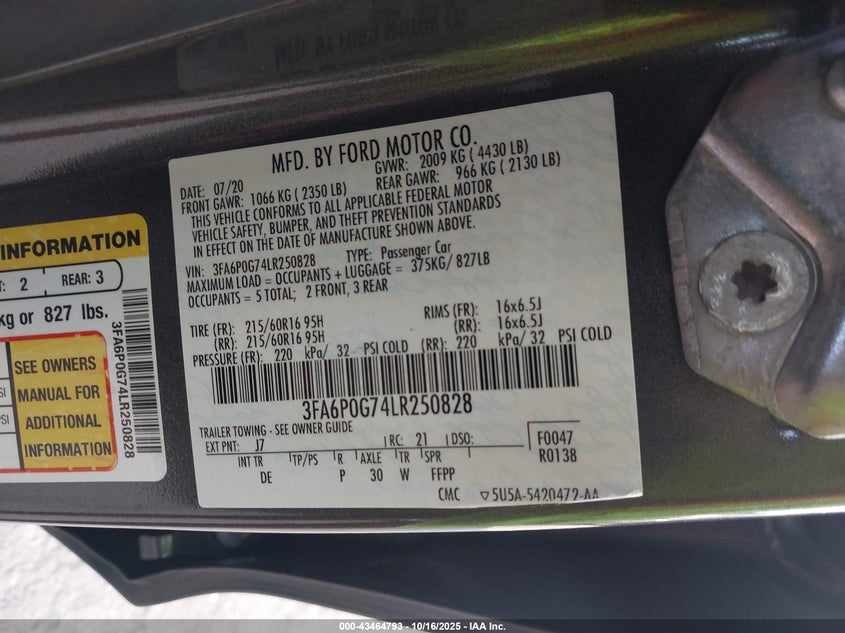 MFD. BY FORD MOTOR CO.
DATE: 07/20 GVWR: 2009 KG ( 4430 LB)
FRONT GAWR: 1066 KG ( 2350 LB) REAR GAWR: 966 KG ( 2130 LB)
THIS VEHICLE CONFORMS TO ALL APPLICABLE FEDERAL MOTOR
VEHICLE SAFETY, BUMPER, AND THEFT PREVENTION STANDARDS
IN EFFECT ON THE DATE OF MANUFACTURE SHOWN ABOVE.
VIN: 3FA6P0G74LR250828 TYPE: Passenger Car
MAXIMUM LOAD = OCCUPANTS + LUGGAGE = 375KG/ 827LB
OCCUPANTS = 5 TOTAL; 2 FRONT, 3 REAR
TIRE (FR): 215/60R16 95H RIMS (FR): 16x6.5J
(RR): 215/60R16 95H (RR): 16x6.5J
PRESSURE (FR): 220 kPa/ 32 PSI COLD (RR): 220 kPa/ 32 PSI COLD
3FA6P0G74LR250828
TRAILER TOWING - SEE OWNER GUIDE
EXT PNT: J7 RC: 21 DSO: F0047
INT TR TP/PS R AXLE TR SPR R0138
DE P 30 W FFPP
CMC 5U5A-5420472-AA
INFORMATION
2 REAR: 3
kg or 827 lbs.
SEE OWNERS
MANUAL FOR
ADDITIONAL
INFORMATION
3FA6P0G74LR250828
000-43464793 - 10/16/2025 - IAA Inc.